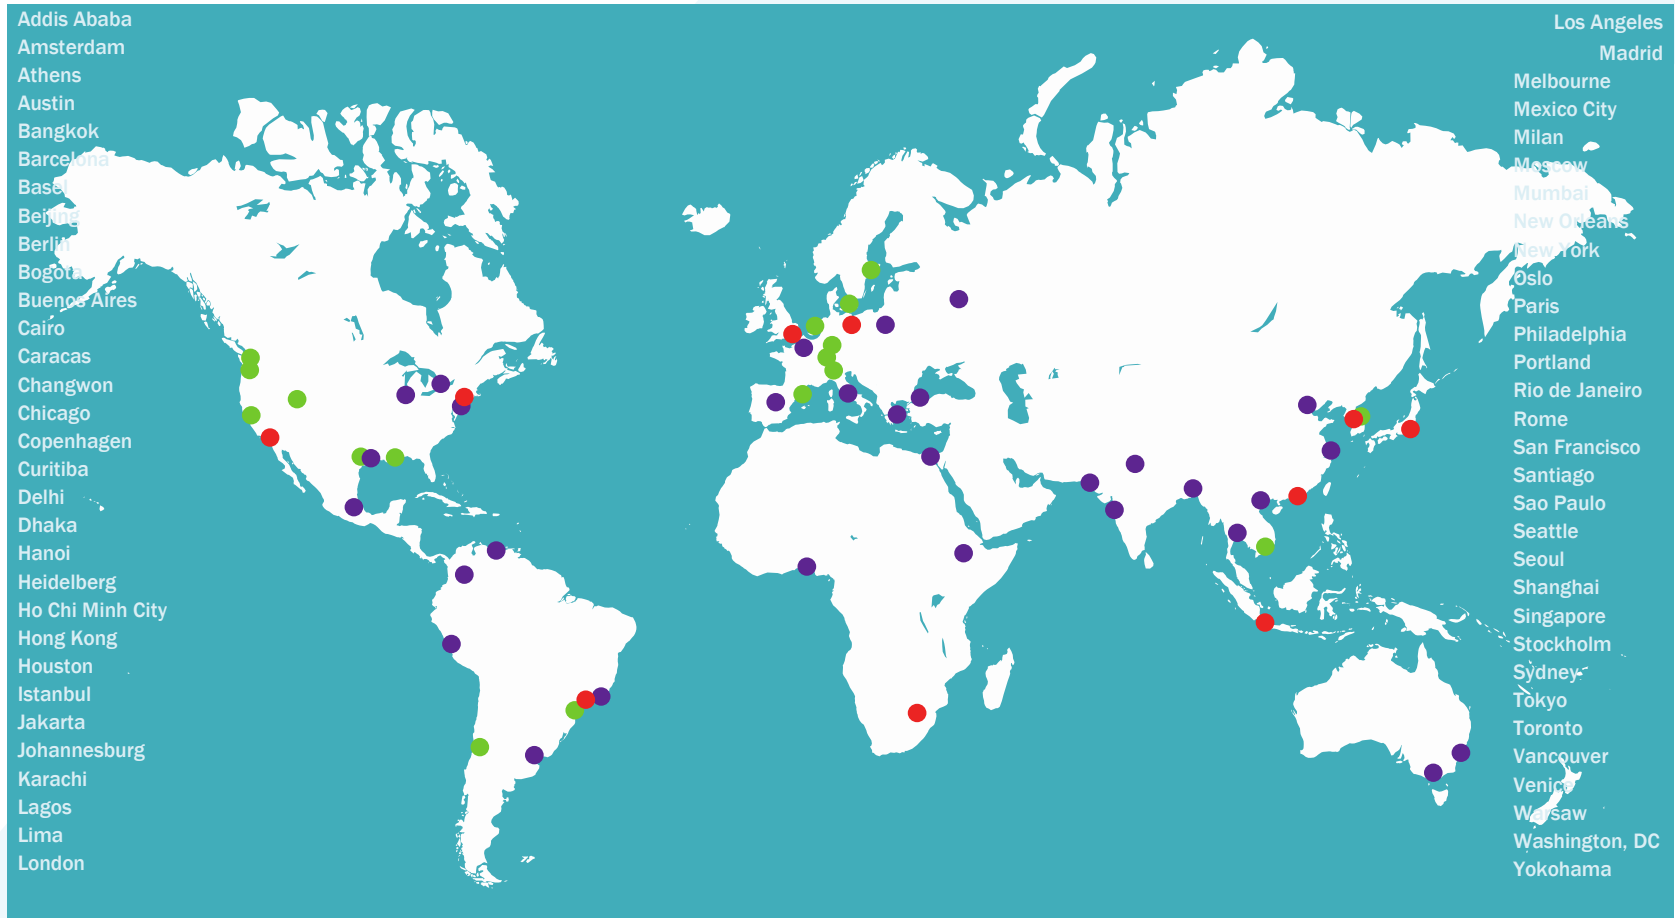 Addis Ababa
Amsterdam
Athens
Austin
Bangkok
Barcelona
Basel
Beijing
Berlin
Bogota
Buenos Aires
Cairo
Caracas
Changwon
Chicago
Copenhagen
Curitiba
Delhi
Dhaka
Hanoi
Heidelberg
Ho Chi Minh City
Hong Kong
Houston
Istanbul
Jakarta
Johannesburg
Karachi
Lagos
Lima
London
Los Angeles
Madrid
Melbourne
Mexico City
Milan
Moscow
Mumbai
New Orleans
New York
Oslo
Paris
Philadelphia
Portland
Rio de Janeiro
Rome
San Francisco
Santiago
Sao Paulo
Seattle
Seoul
Shanghai
Singapore
Stockholm
Sydney
Tokyo
Toronto
Vancouver
Venice
Warsaw
Washington, DC
Yokohama